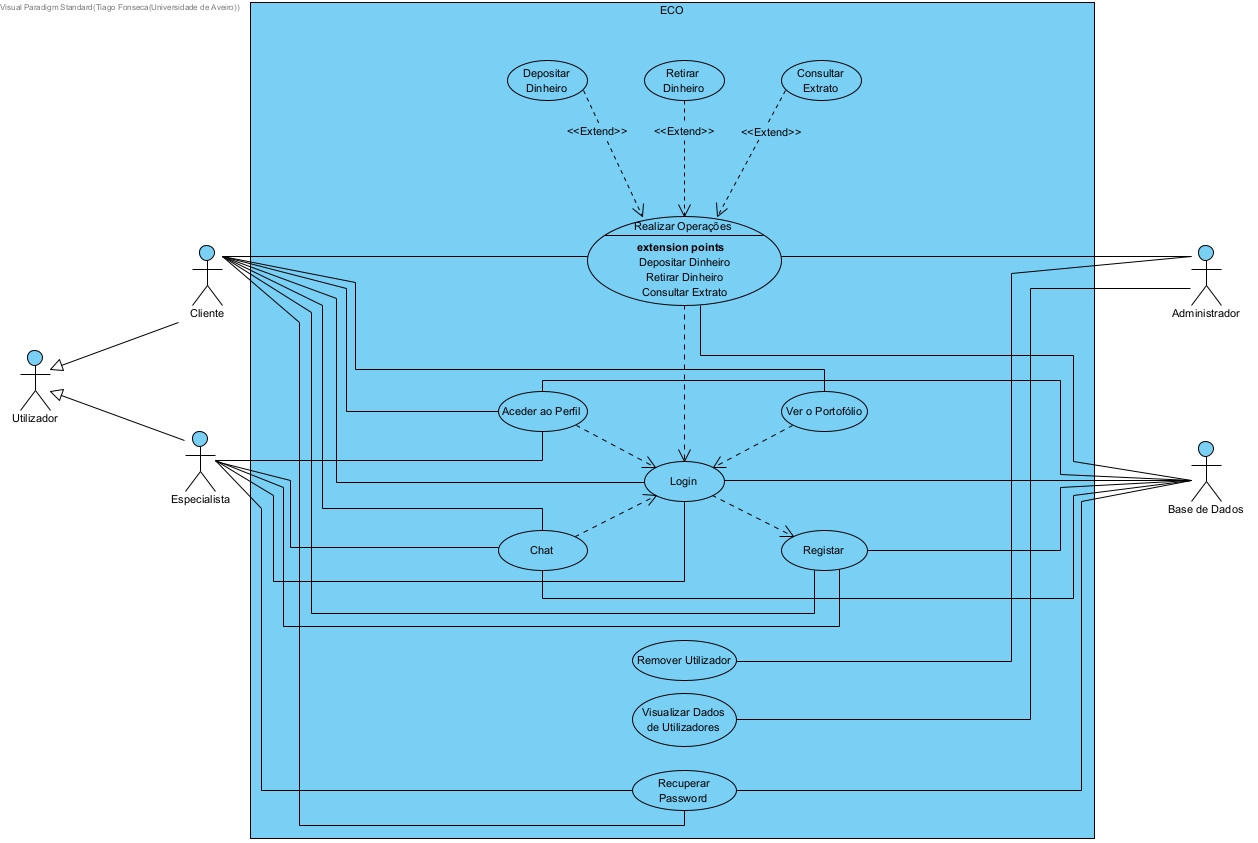 Visual Paradigm Standard(Tiago Fonseca(Universidade de Aveiro))
ECO
Depositar
Dinheiro
Retirar
Dinheiro
Consultar
Extrato
<<Extend>>
<<Extend>>
<<Extend>>
Realizar Operações
extension points
Depositar Dinheiro
Retirar Dinheiro
Consultar Extrato
Cliente
Administrador
Utilizador
Aceder ao Perfil
Ver o Portofólio
Login
Especialista
Base de Dados
Chat
Registar
Remover Utilizador
Visualizar Dados
de Utilizadores
Recuperar
Password